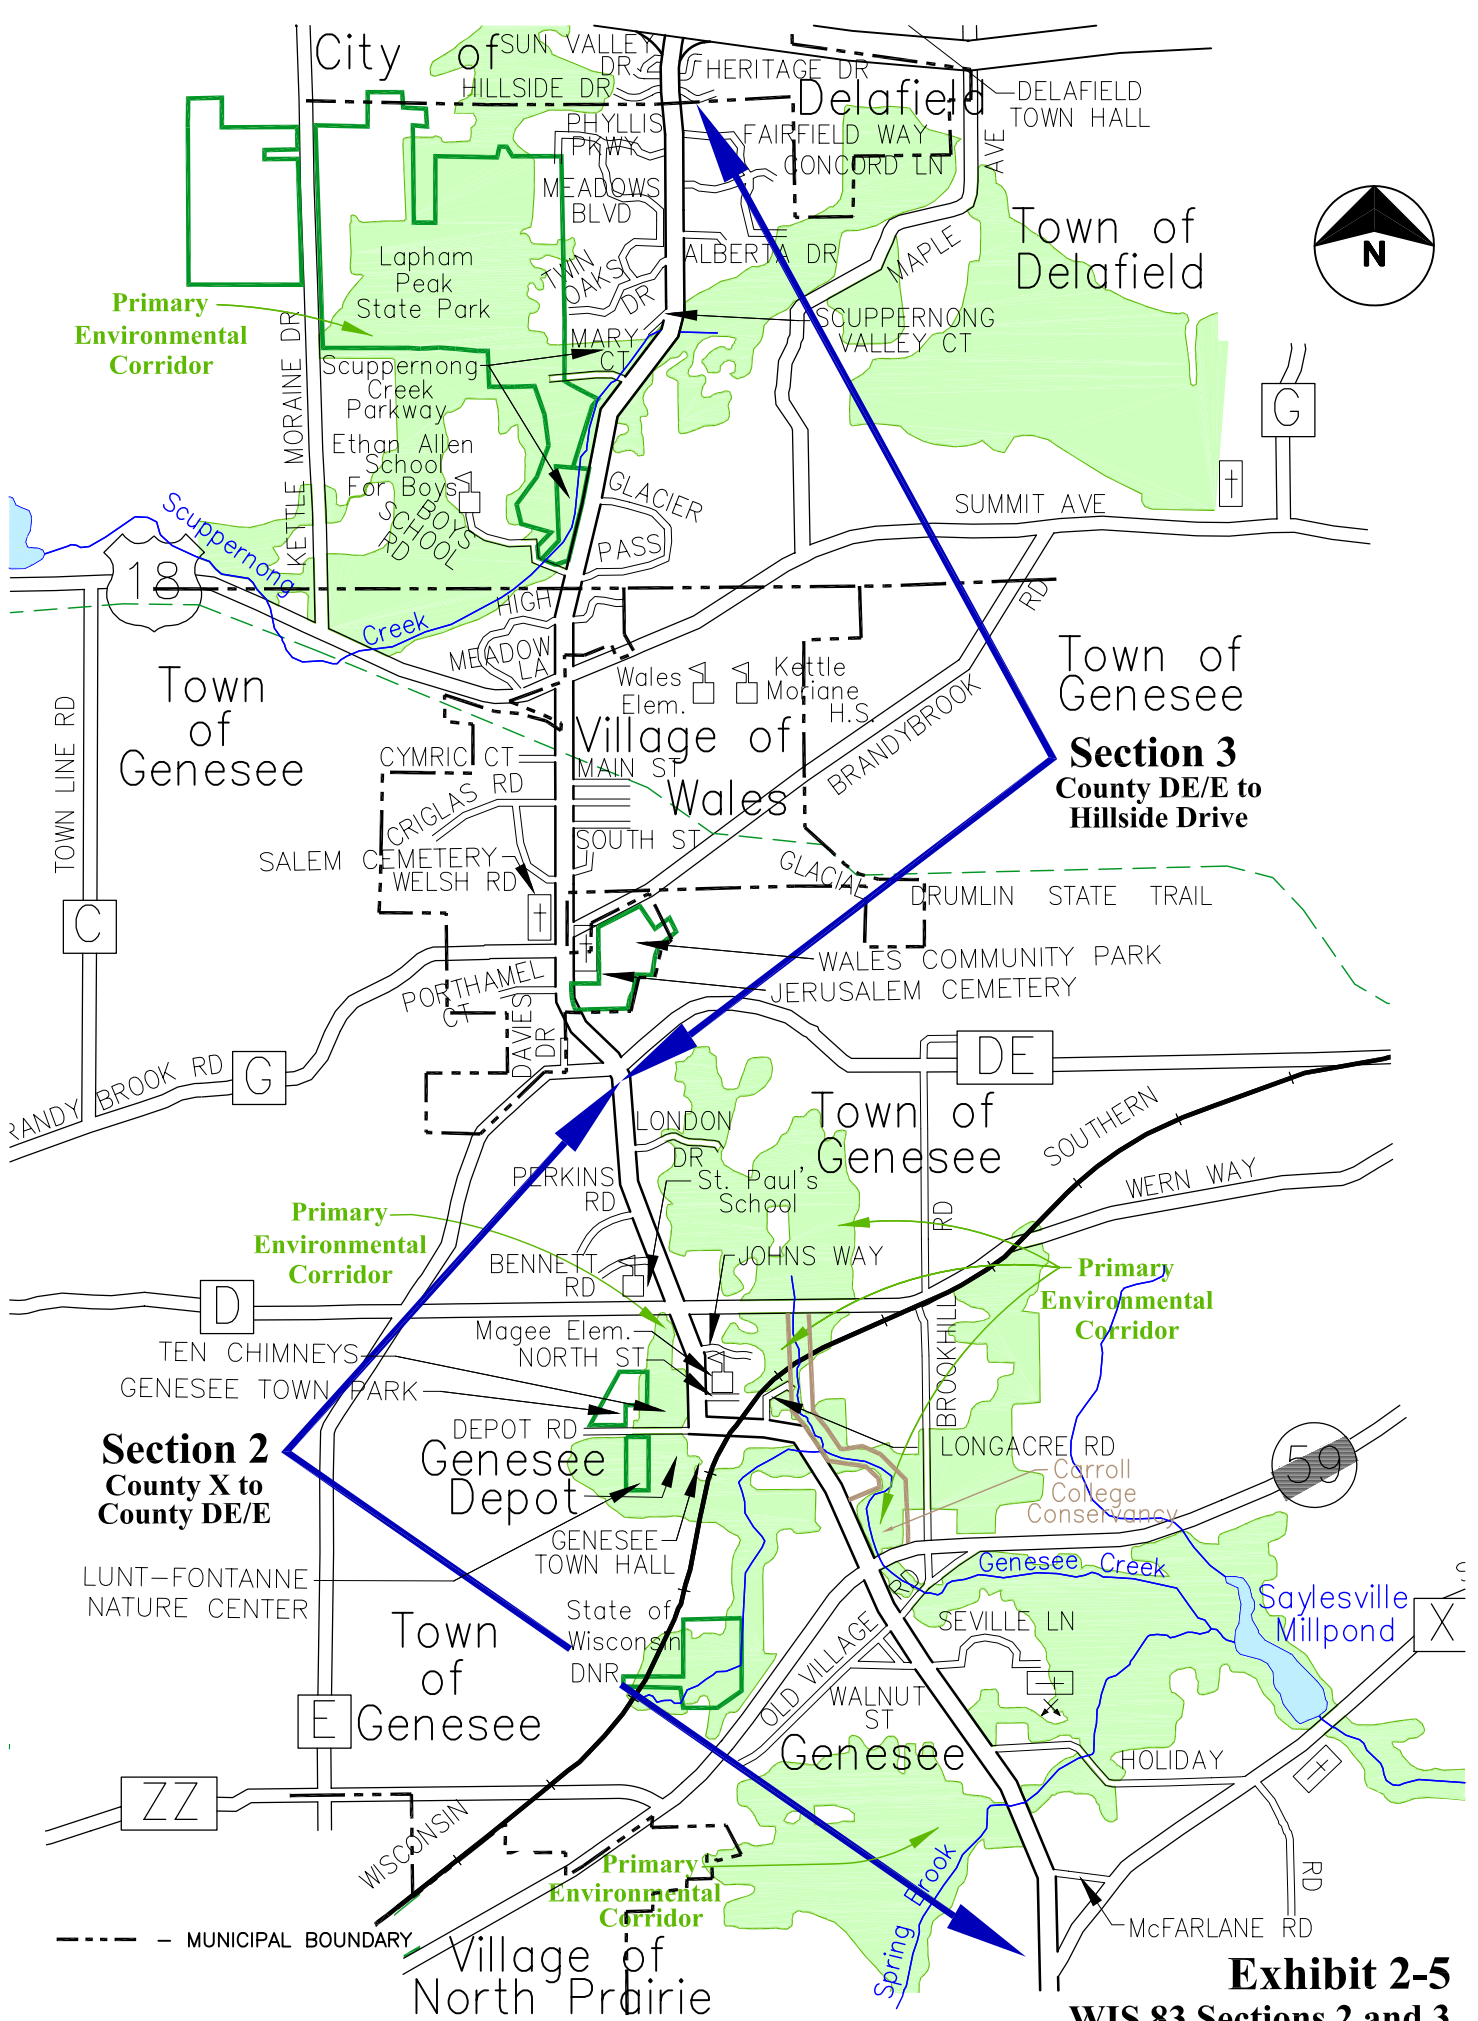 City of
SUN VALLEY
DR
HILLSIDE DR
HERITAGE DR
Delafield
DELAFIELD
TOWN HALL
PHYLLIS
PKWY
FAIRFIELD WAY
CONCORD LN
AVE
MEADOWS
BLVD
Town of
Delafield
N
Lapham
Peak
State Park
TWIN
OAKS
DR
ALBERTA DR
MAPLE
Primary
Environmental
Corridor
SCUPPERNONG
VALLEY CT
MARY
CT
KETTLE MORAINE DR
Scuppernong
Creek
Parkway
G
Ethan Allen
School
For Boys
BOYS
SCHOOL
RD
GLACIER
PASS
SUMMIT AVE
Scuppernong
Creek
18
HIGH
MEADOW
LA
RD
Town
of
Genesee
Wales
Elem.
Kettle
Moriane
H.S.
Town of
Genesee
TOWN LINE RD
Village of
Wales
BRANDYBROOK
Section 3
County DE/E to
Hillside Drive
CYMRIC CT
MAIN ST
CRIGLAS RD
SOUTH ST
SALEM CEMETERY
WELSH RD
GLACIAL
DRUMLIN STATE TRAIL
C
WALES COMMUNITY PARK
JERUSALEM CEMETERY
PORTHAMEL
CT
DAVIES
DR
DE
G
RANDY BROOK RD
Town of
Genesee
SOUTHERN
LONDON
DR
PERKINS
RD
St. Paul's
School
WERN WAY
Primary
Environmental
Corridor
BENNETT
RD
JOHNS WAY
Primary
Environmental
Corridor
D
BROOKHILL
RD
Magee Elem.
NORTH ST
TEN CHIMNEYS
GENESEE TOWN PARK
DEPOT RD
LONGACRE RD
Section 2
County X to
County DE/E
Genesee
Depot
59
Carroll
College
Conservancy
GENESEE
TOWN HALL
Genesee Creek
LUNT-FONTANNE
NATURE CENTER
RD
Saylesville
Millpond
State of
Wisconsin
DNR
SEVILLE LN
X
Town
of
Genesee
OLD VILLAGE
WALNUT
ST
Genesee
E
HOLIDAY
ZZ
WISCONSIN
Primary
Environmental
Corridor
Spring Brook
RD
McFARLANE RD
- MUNICIPAL BOUNDARY
Village of
North Prairie
Exhibit 2-5
WIS 83 Sections 2 and 3